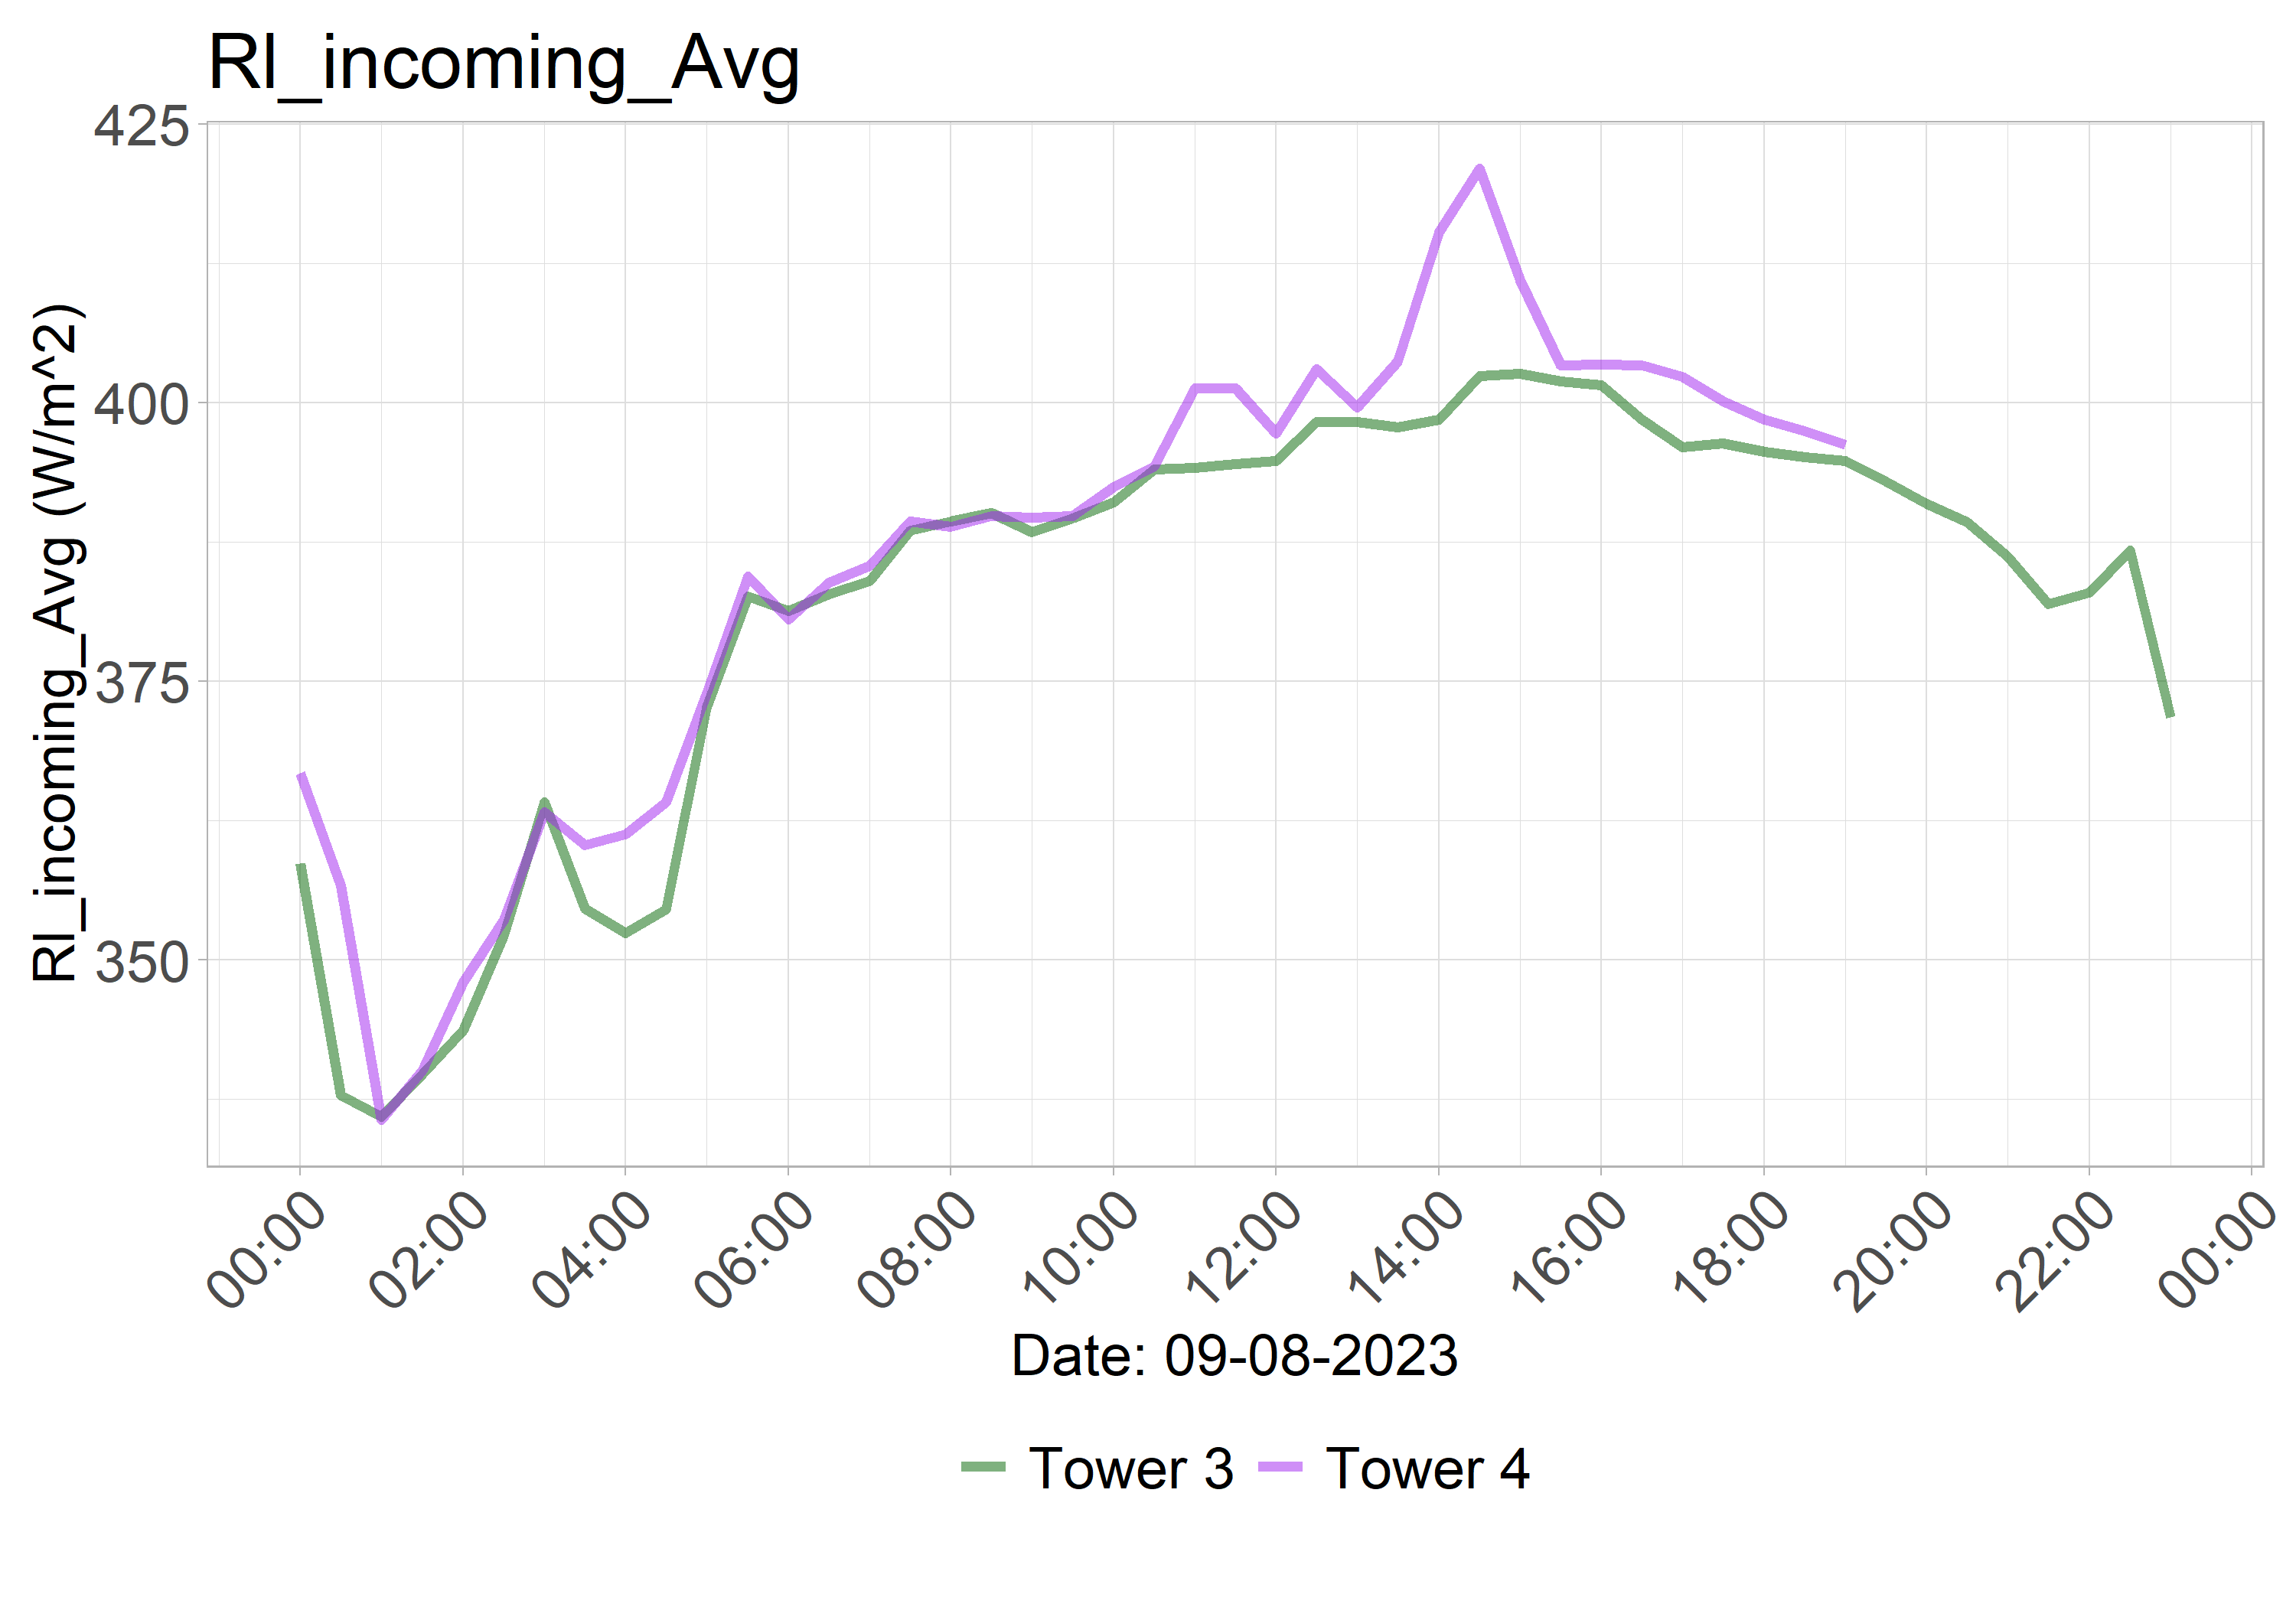 Rl_incoming_Avg
Rl_incoming_Avg (W/m^2)
425
400
375
350
00:00 02:00 04:00 06:00 08:00 10:00 12:00 14:00 16:00 18:00 20:00 22:00 00:00
Date: 09-08-2023
Tower 3 Tower 4